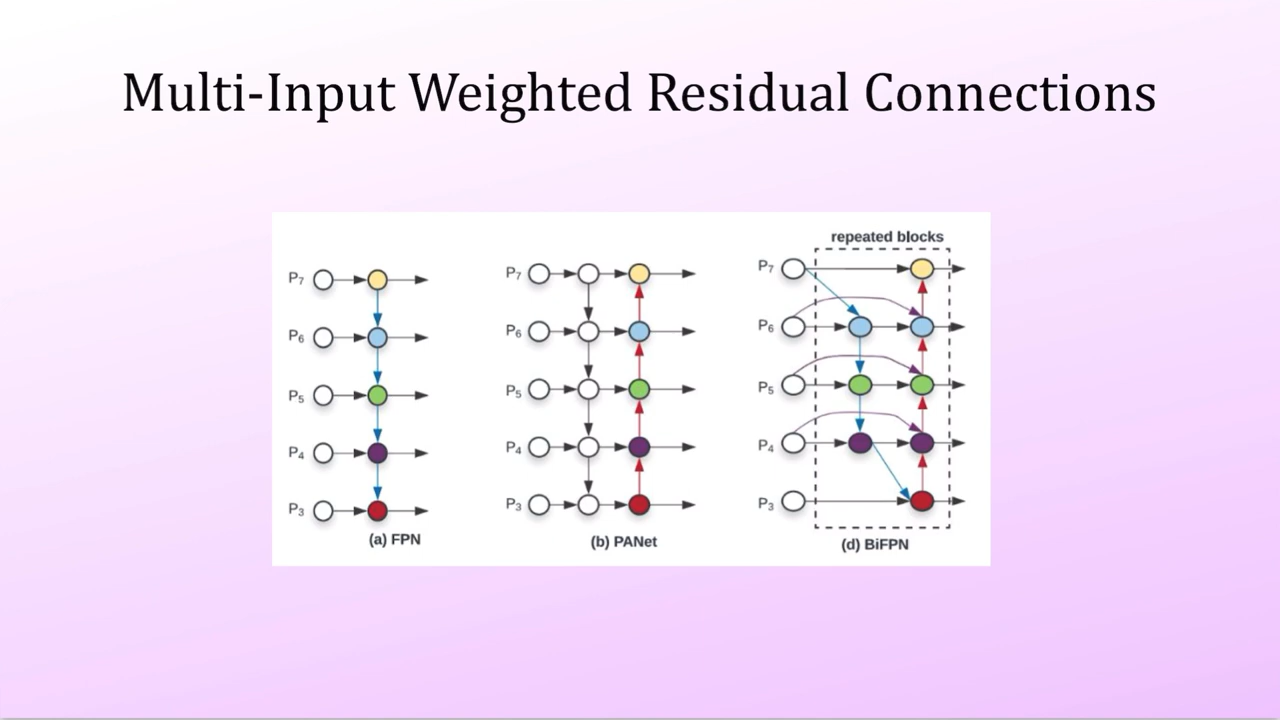 Multi-Input Weighted Residual Connections
repeated blocks
P7
P6
P5
P4
P3
(a) FPN
P7
P6
P5
P4
P3
(b) PANet
P7
P6
P5
P4
P3
(d) BiFPN